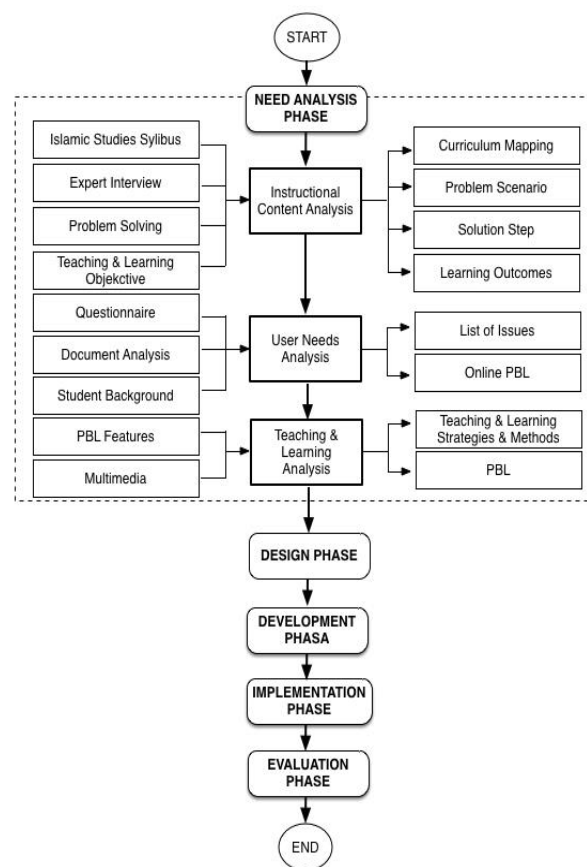 START
NEED ANALYSIS
PHASE
Islamic Studies Sylibus
Expert Interview
Problem Solving
Teaching & Learning
Objekctive
Instructional
Content Analysis
Curriculum Mapping
Problem Scenario
Solution Step
Learning Outcomes
Questionnaire
Document Analysis
Student Background
User Needs
Analysis
List of Issues
Online PBL
PBL Features
Multimedia
Teaching &
Learning
Analysis
Teaching & Learning
Strategies & Methods
PBL
DESIGN PHASE
DEVELOPMENT
PHASA
IMPLEMENTATION
PHASE
EVALUATION
PHASE
END